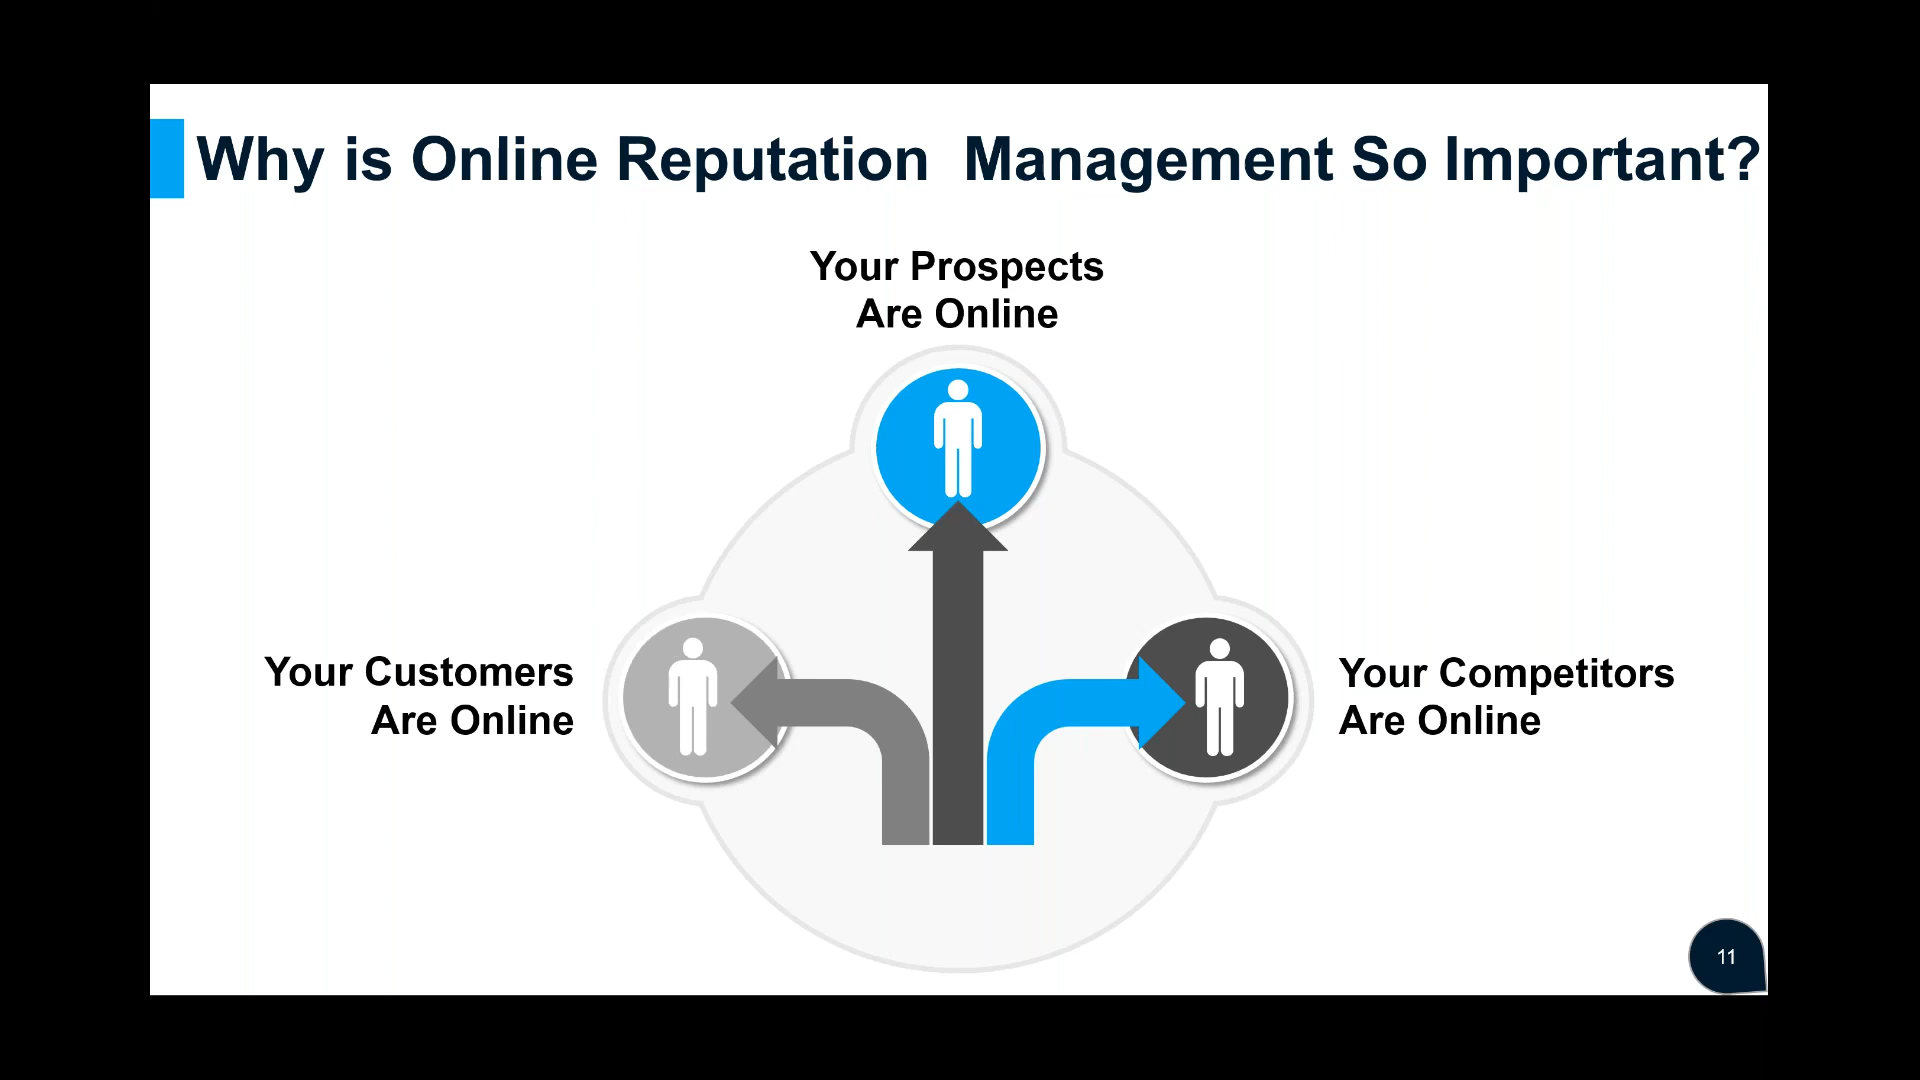 Why is Online Reputation  Management So Important?
Your Prospects
Are Online
Your Customers
Are Online
Your Competitors
Are Online
11